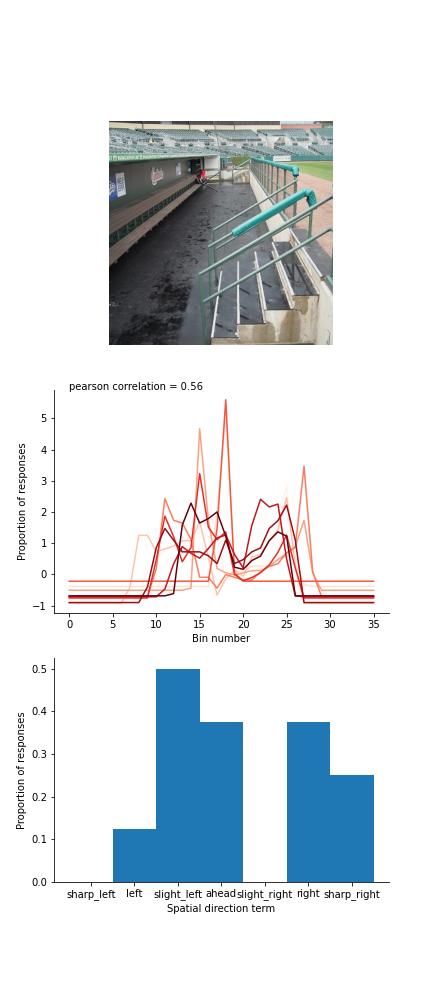 pearson correlation = 0.56
Proportion of responses
5
4
3
2
1
0
−1
0 5 10 15 20 25 30 35
Bin number
Proportion of responses
0.5
0.4
0.3
0.2
0.1
0.0
sharp_left left slight_left ahead slight_right right sharp_right
Spatial direction term